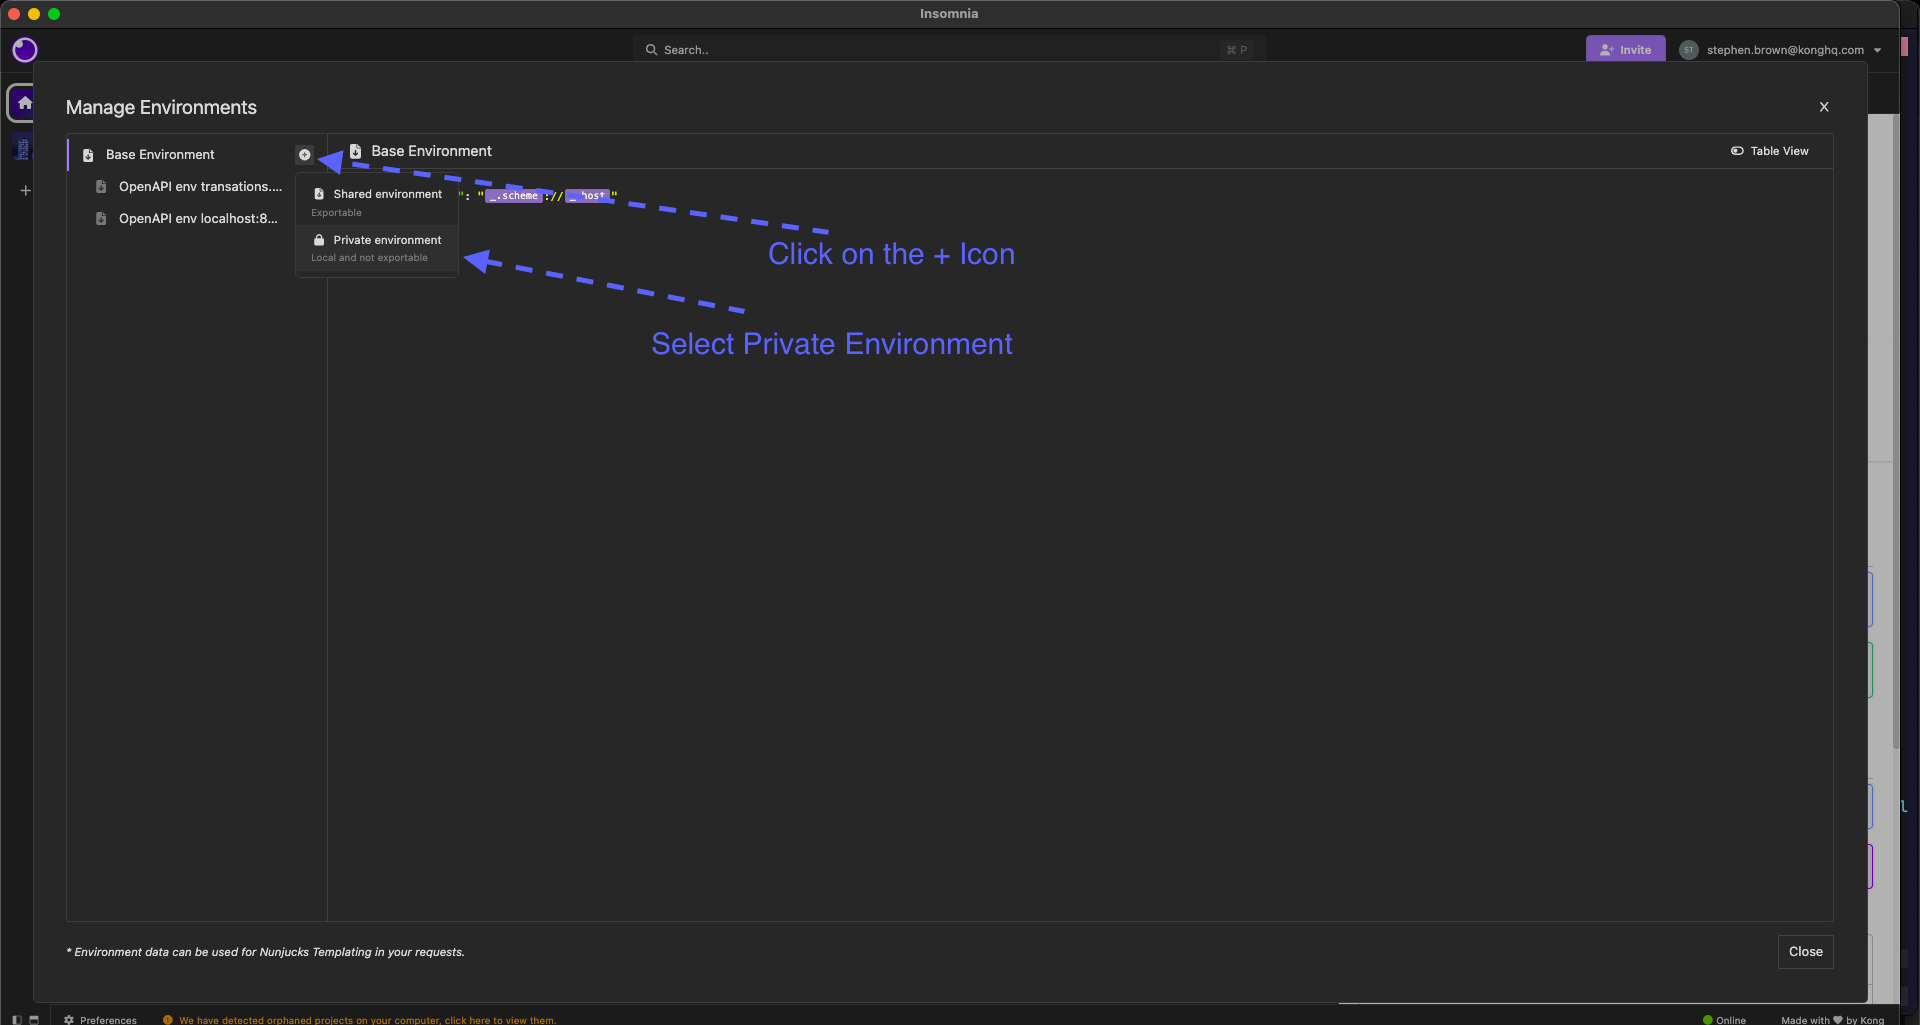 Insomnia
Search..
⌘ P
Invite
ST
stephen.brown@konghq.com
Manage Environments
X
Base Environment
OpenAPI env transations....
OpenAPI env localhost:8...
Base Environment
Table View
Shared environment
Exportable
Private environment
Local and not exportable
": "_.scheme://_.host"
Click on the + Icon
Select Private Environment
* Environment data can be used for Nunjucks Templating in your requests.
Close
Preferences
We have detected orphaned projects on your computer, click here to view them.
Online
Made with ♥ by Kong